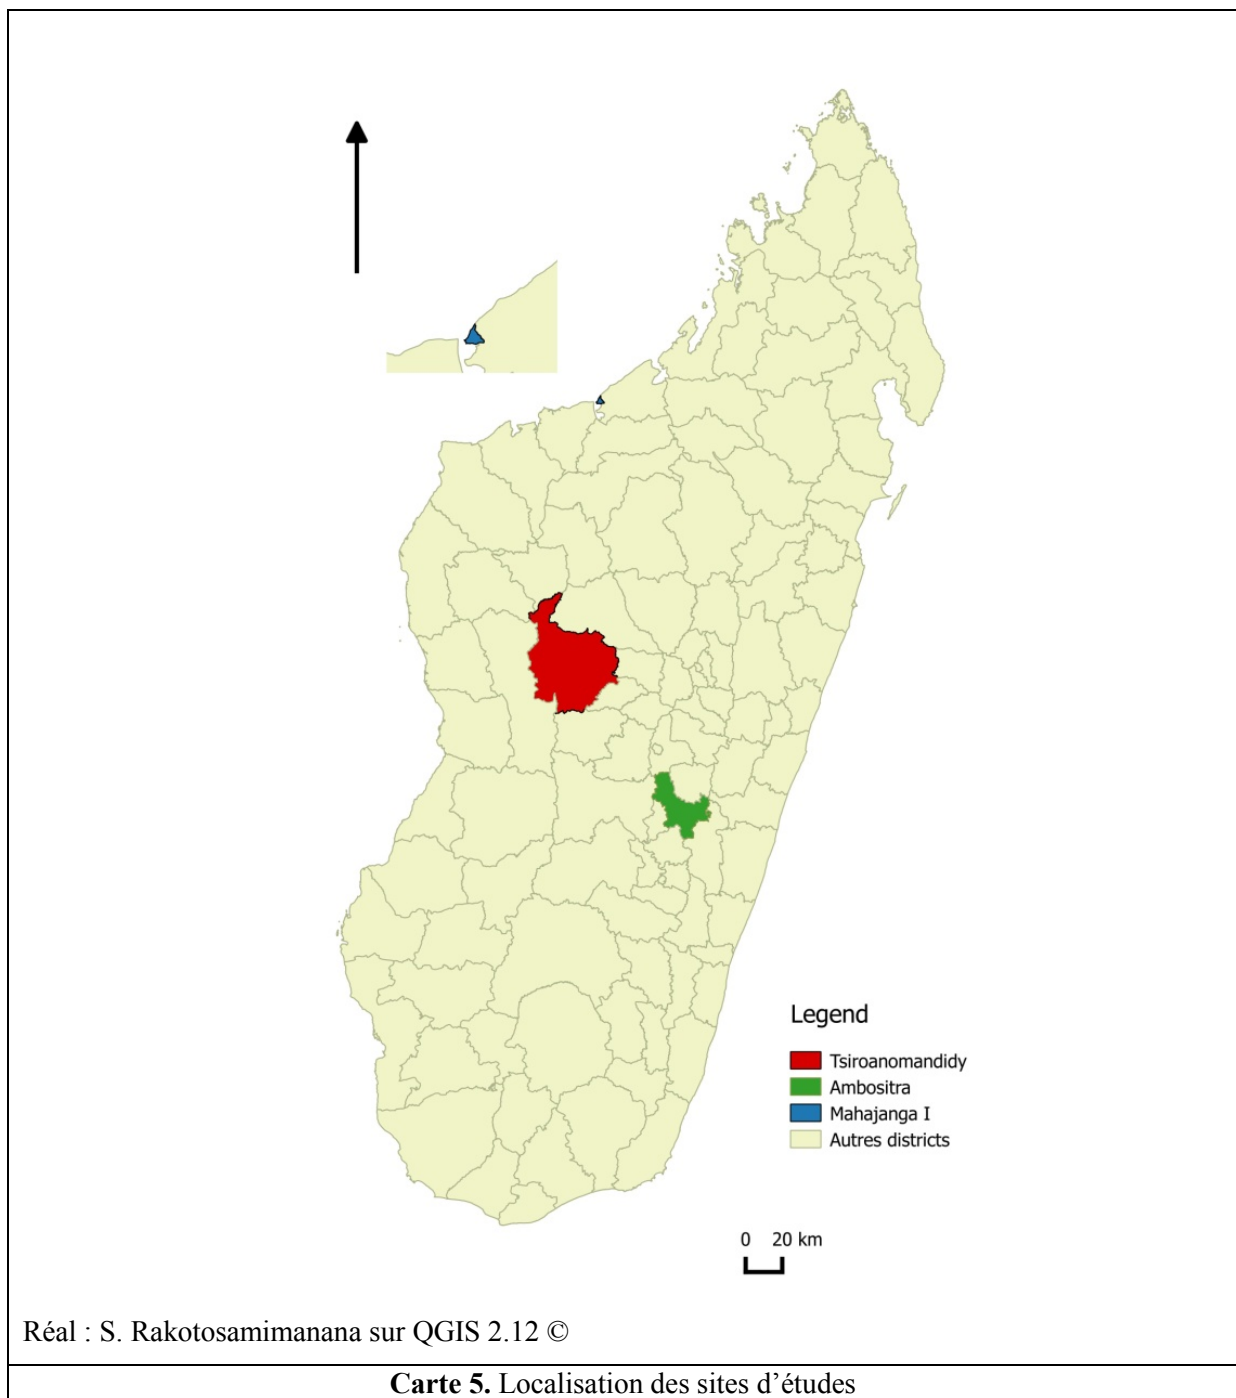 Legend
Tsiroanomandidy
Ambositra
Mahajanga I
Autres districts
0 20 km
Réal : S. Rakotosamimanana sur QGIS 2.12 ©
Carte 5. Localisation des sites d’études